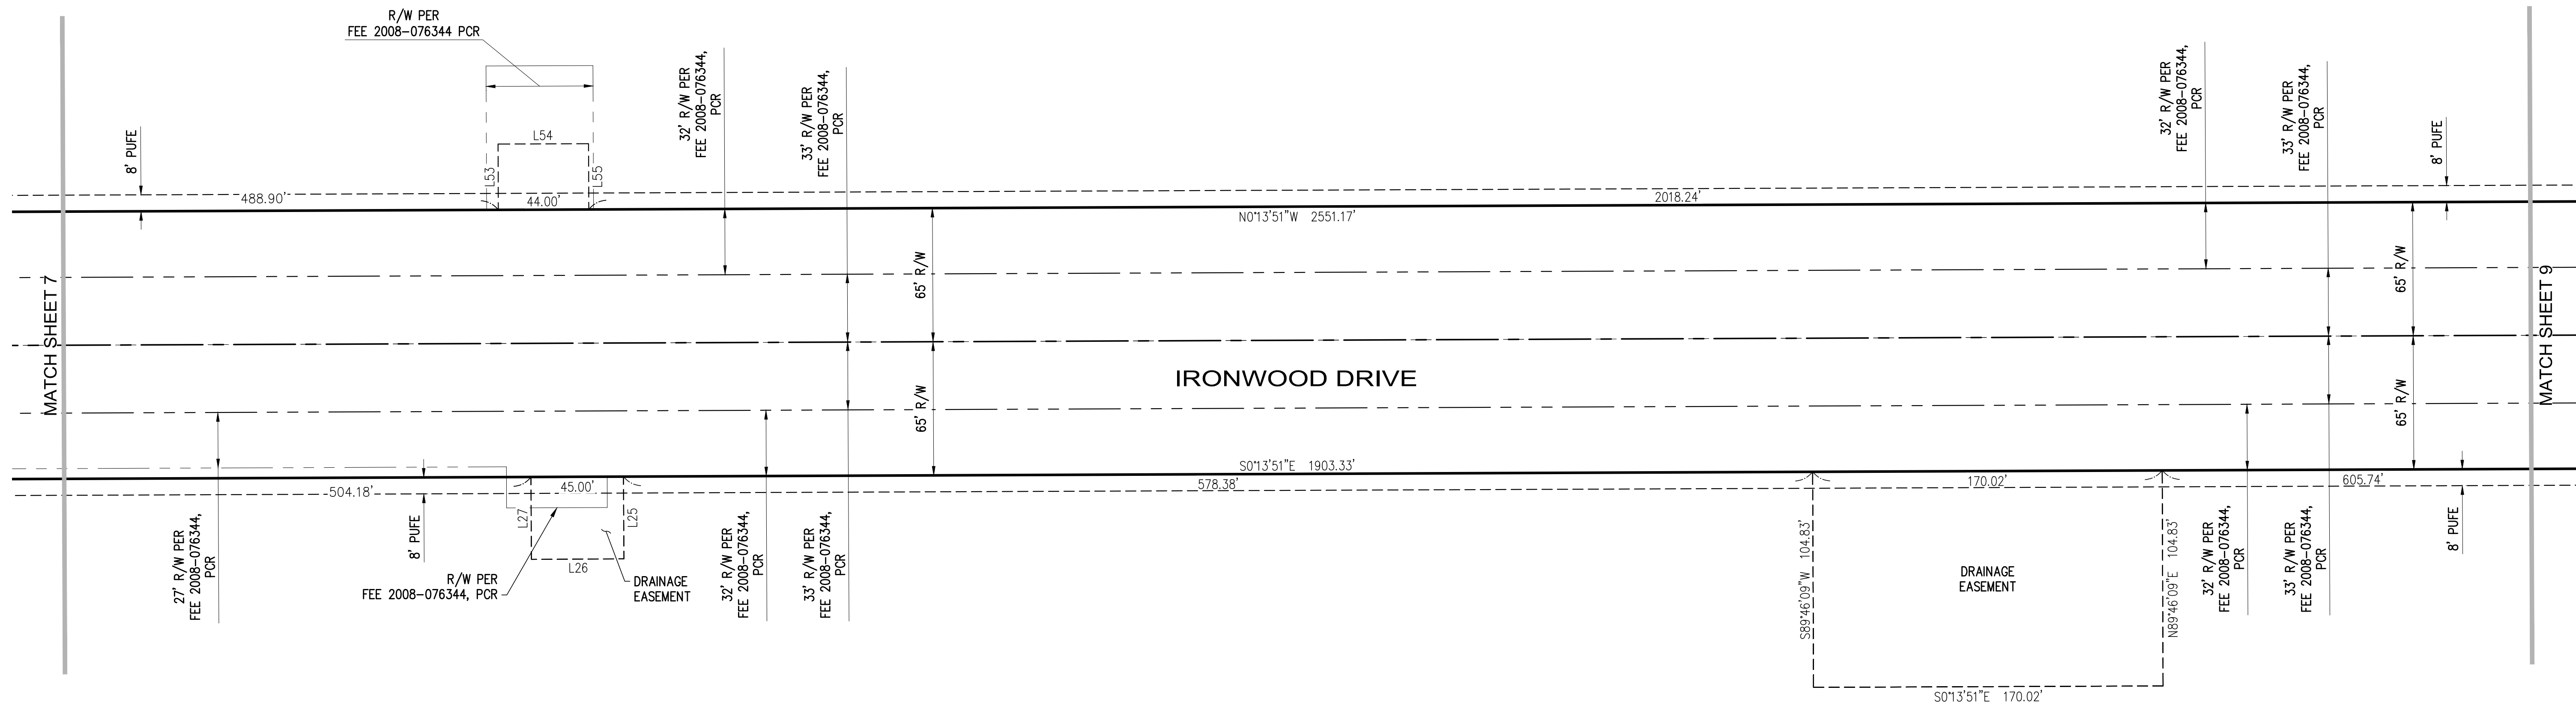 R/W PER
FEE 2008-076344 PCR
8' PUFE
L54
L53
L55
44.00'
488.90'
32' R/W PER
FEE 2008-076344,
PCR
33' R/W PER
FEE 2008-076344,
PCR
N0°13'51"W 2551.17'
2018.24'
32' R/W PER
FEE 2008-076344,
PCR
33' R/W PER
FEE 2008-076344,
PCR
8' PUFE
MATCH SHEET 7
65' R/W
65' R/W
IRONWOOD DRIVE
65' R/W
65' R/W
MATCH SHEET 9
S0°13'51"E 1903.33'
504.18'
45.00'
578.38'
170.02'
605.74'
27' R/W PER
FEE 2008-076344,
PCR
8' PUFE
L27
L25
L26
R/W PER
FEE 2008-076344, PCR
DRAINAGE
EASEMENT
32' R/W PER
FEE 2008-076344,
PCR
33' R/W PER
FEE 2008-076344,
PCR
S89°46'09"W 104.83'
DRAINAGE
EASEMENT
N89°46'09"E 104.83'
S0°13'51"E 170.02'
32' R/W PER
FEE 2008-076344,
PCR
33' R/W PER
FEE 2008-076344,
PCR
8' PUFE